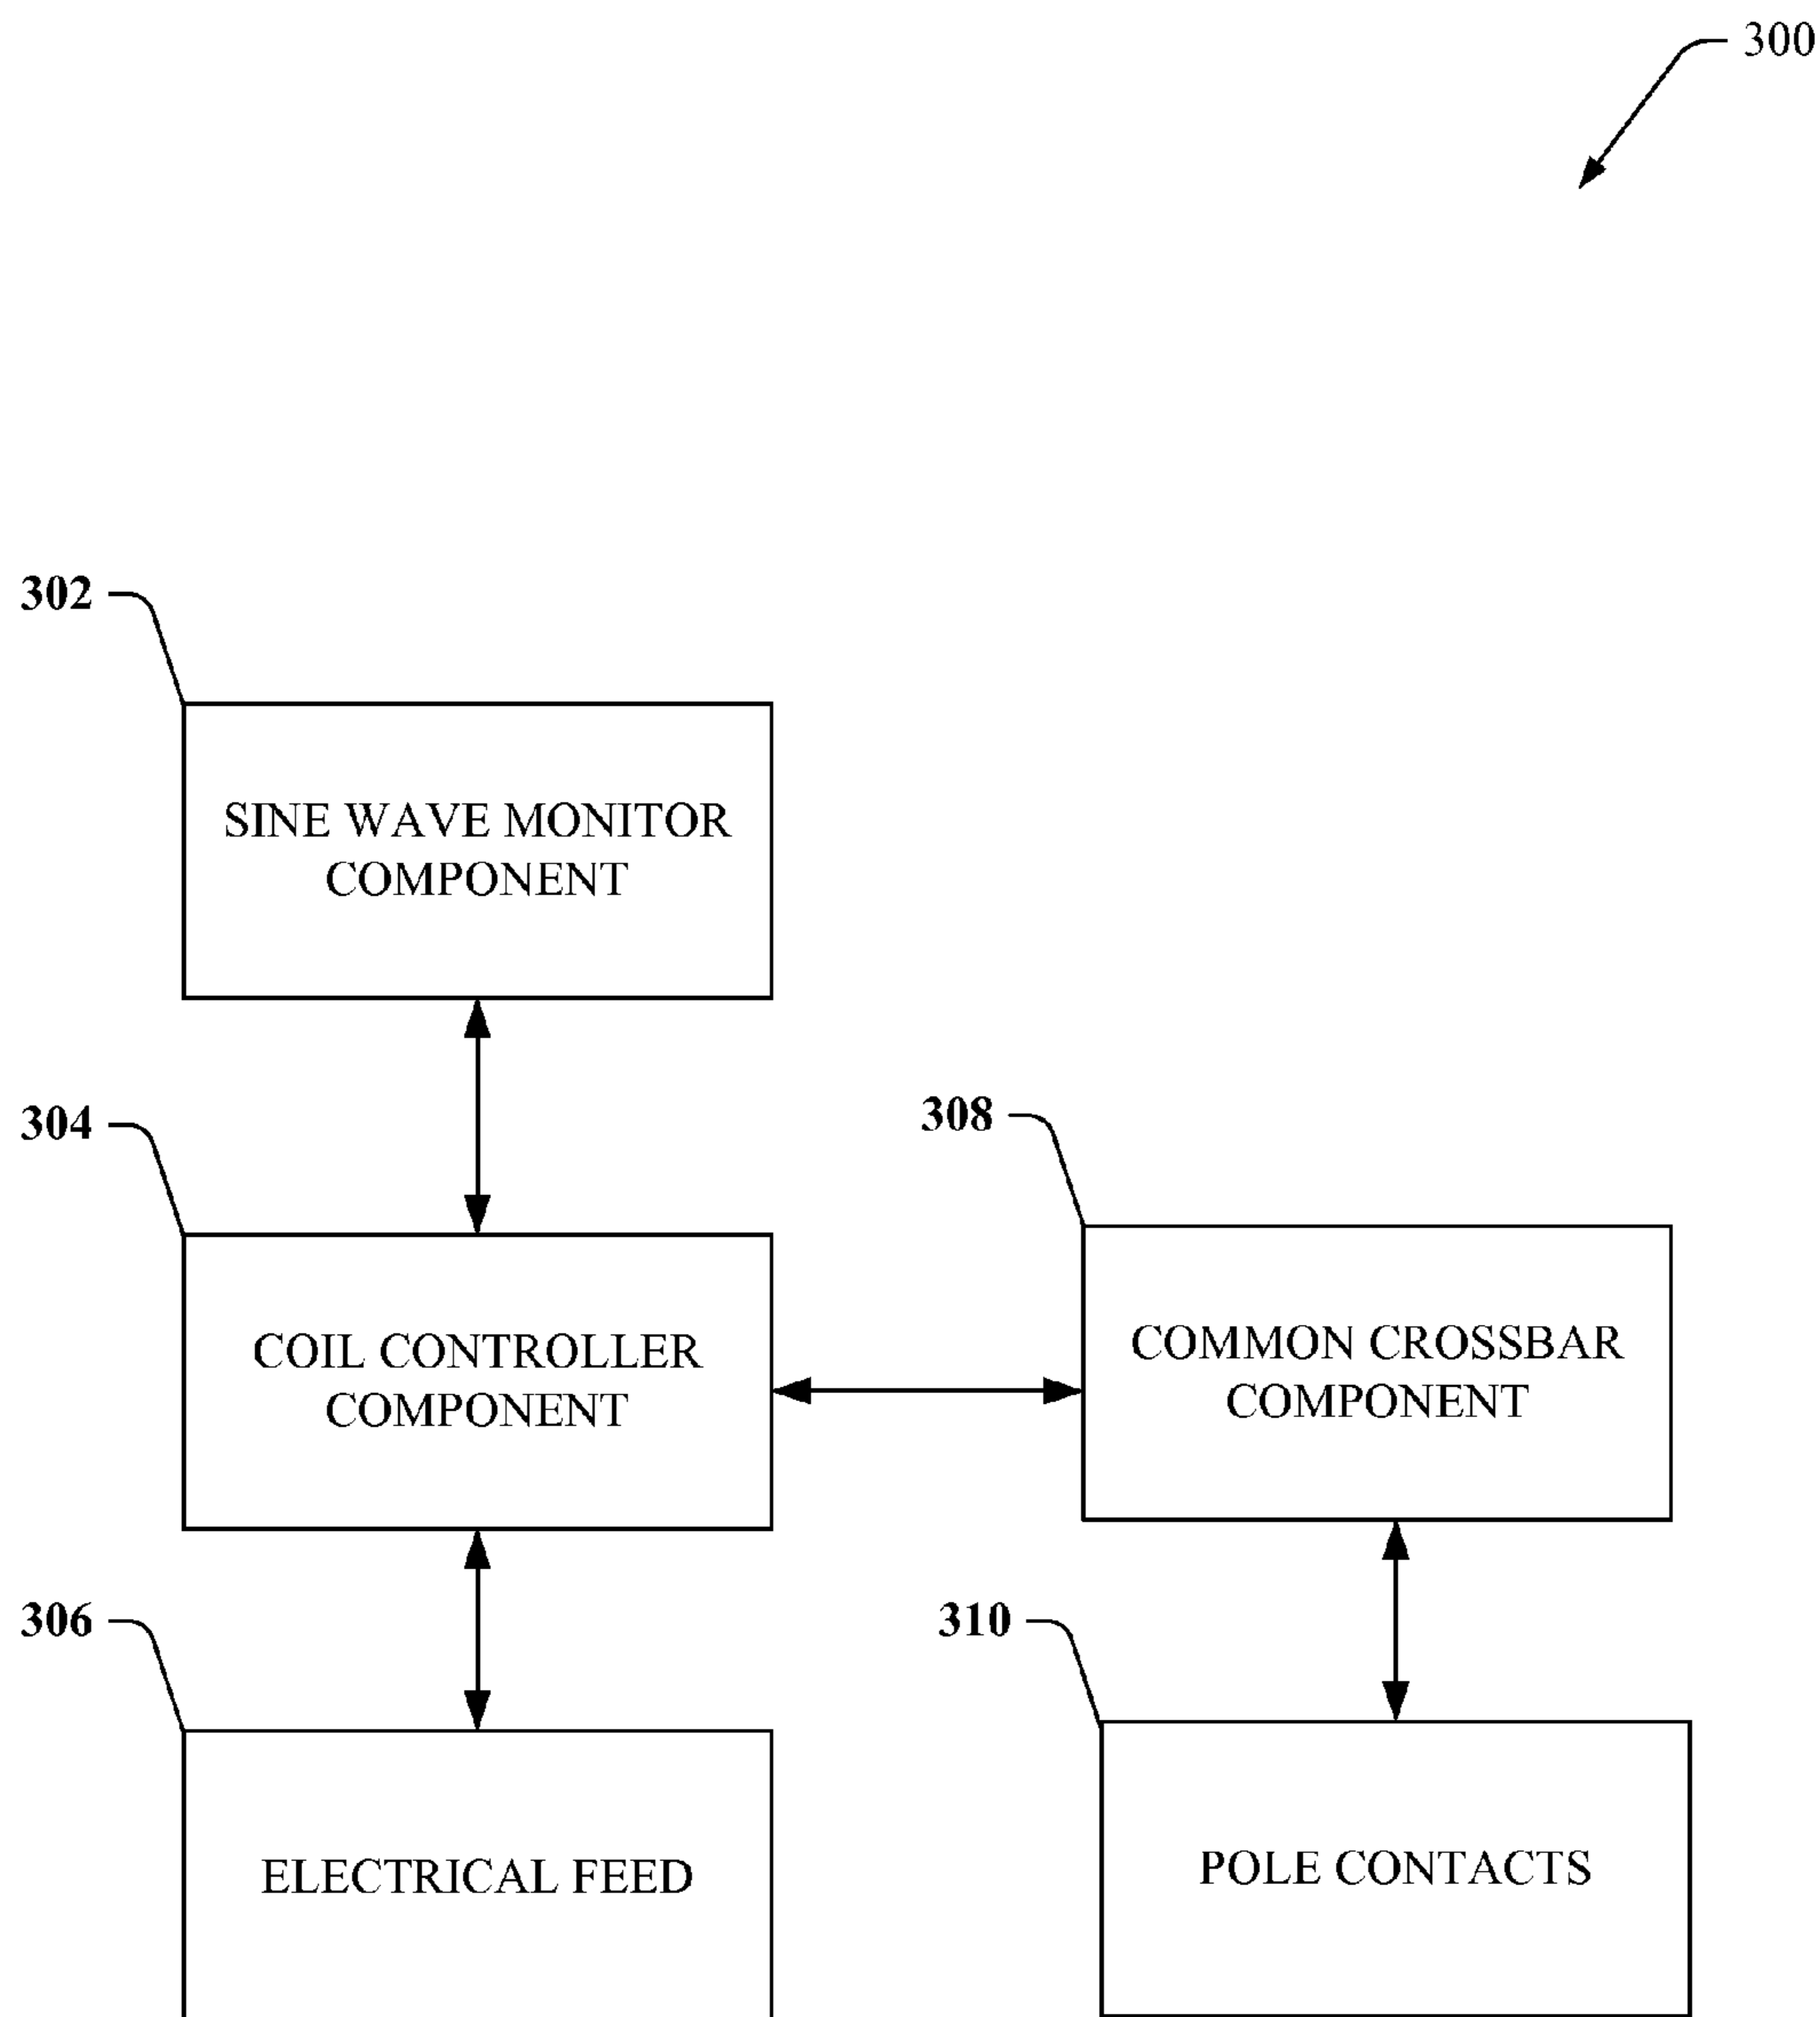 300
302
SINE WAVE MONITOR
COMPONENT
304
COIL CONTROLLER
COMPONENT
308
COMMON CROSSBAR
COMPONENT
306
ELECTRICAL FEED
310
POLE CONTACTS